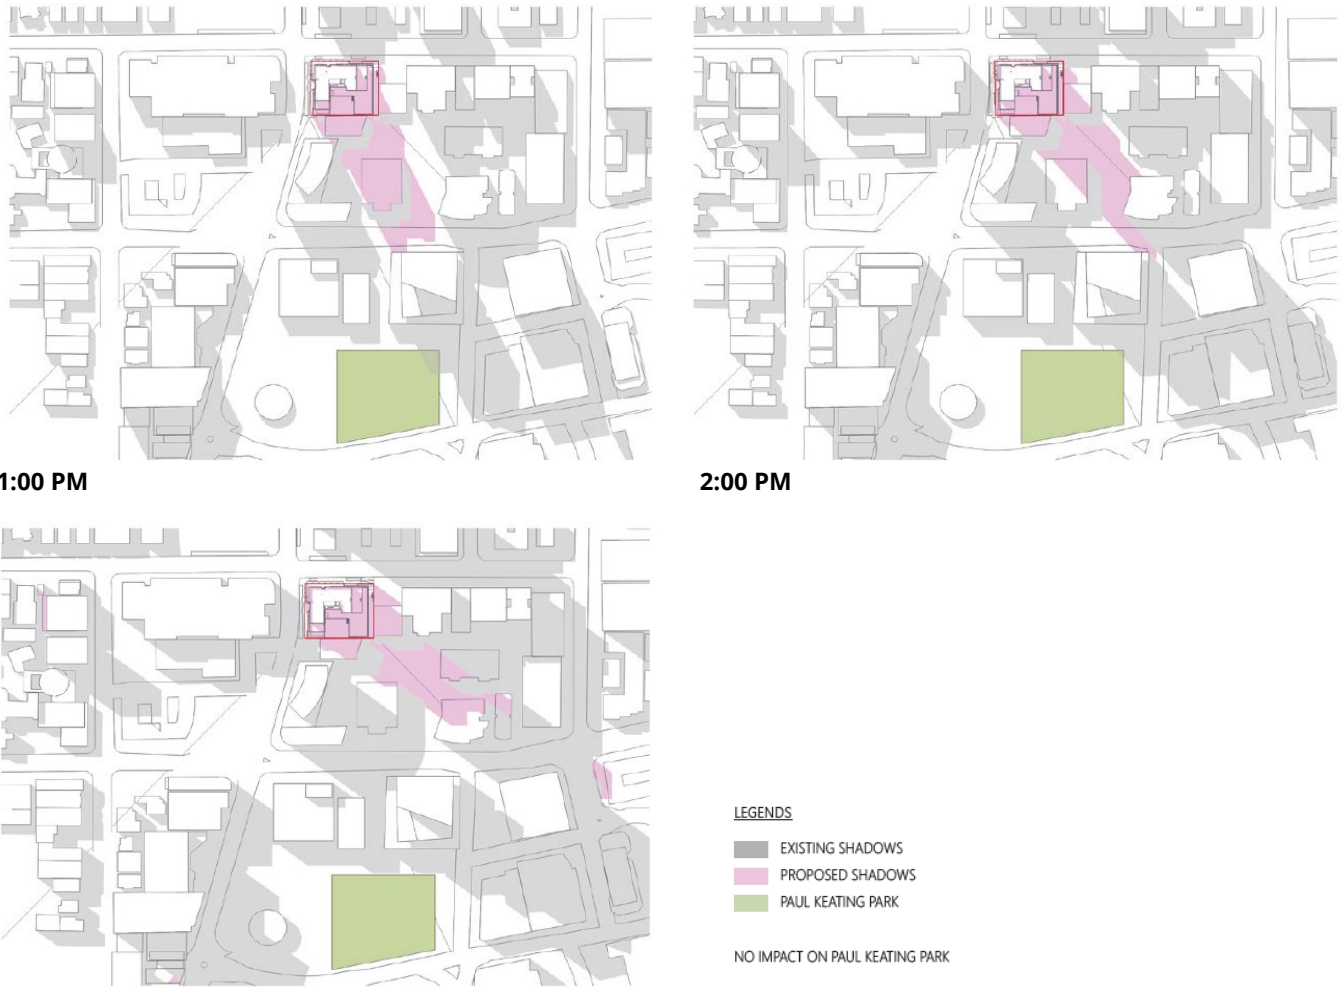 1:00 PM
2:00 PM
LEGENDS
EXISTING SHADOWS
PROPOSED SHADOWS
PAUL KEATING PARK
NO IMPACT ON PAUL KEATING PARK